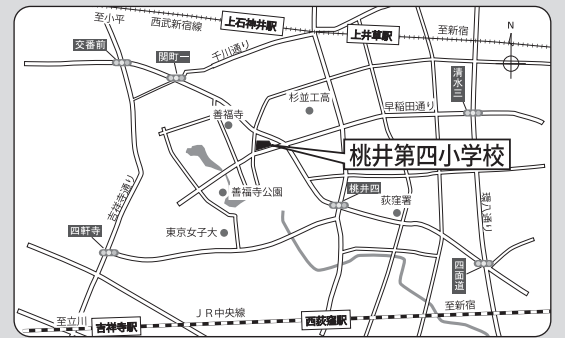 至小平
西武新宿線
上石神井駅
上井草駅
至新宿
N
交番前
関町一
千川通り
清水三
杉並工高
早稲田通り
善福寺
桃井第四小学校
善福寺公園
桃井四
荻窪署
吉祥寺通り
環八通り
四軒寺
東京女子大
四面道
至新宿
至立川
吉祥寺駅
JR中央線
西荻窪駅